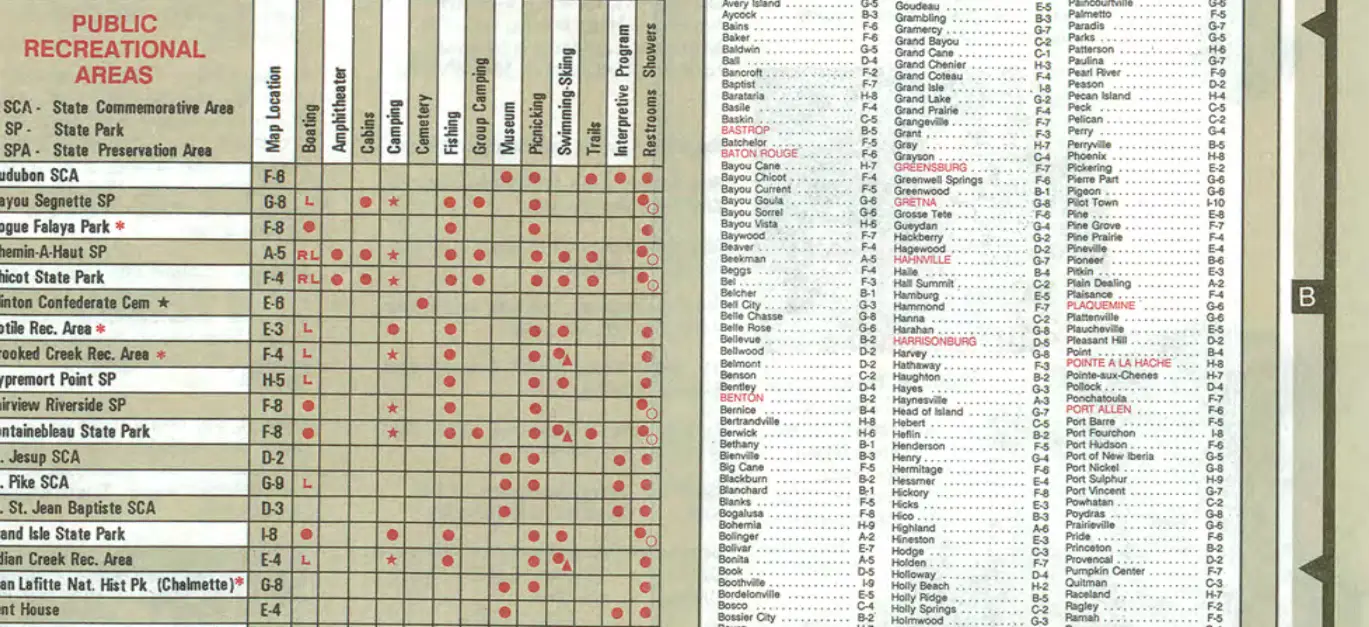 PUBLIC
RECREATIONAL
AREAS
SCA - State Commemorative Area
SP - State Park
SPA - State Preservation Area
Map Location
Boating
Amphitheater
Cabins
Camping
Cemetery
Fishing
Group Camping
Museum
Picnicking
Swimming-Skiing
Trails
Interpretive Program
Restrooms Showers
udubon SCA F-6
ayou Segnette SP G-8 L ★
ogue Falaya Park * F-8
hemin-A-Haut SP A-5 RL ★
hicot State Park F-4 RL ★
inton Confederate Cem ★ E-6
otile Rec. Area * E-3 L
rooked Creek Rec. Area * F-4 L ★
ypremort Point SP H-5 L
airview Riverside SP F-8 ★
ontainebleau State Park F-8 ★
. Jesup SCA D-2
. Pike SCA G-9 L
. St. Jean Baptiste SCA D-3
and Isle State Park I-8
dian Creek Rec. Area E-4 L ★
an Lafitte Nat. Hist Pk (Chalmette)* G-8
ent House E-4
Avery Island G-5
Aycock B-3
Bains F-6
Baker F-6
Baldwin G-5
Ball D-4
Bancroft F-2
Baptist F-7
Barataria H-8
Basile F-4
Baskin C-5
BASTROP B-5
Batchelor F-5
BATON ROUGE F-6
Bayou Cane H-7
Bayou Chicot F-4
Bayou Current F-5
Bayou Goula G-6
Bayou Sorrel G-6
Bayou Vista H-6
Baywood F-7
Beaver F-4
Beekman A-5
Beggs F-4
Bel F-3
Belcher B-1
Bell City G-3
Belle Chasse G-8
Belle Rose G-6
Bellevue B-2
Bellwood D-2
Belmont D-2
Benson C-2
Bentley D-4
BENTON B-2
Bernice B-4
Bertrandville H-8
Berwick H-6
Bethany B-1
Bienville B-3
Big Cane F-5
Blackburn B-2
Blanchard B-1
Blanks F-5
Bogalusa F-8
Bohemia H-9
Bolinger A-2
Bolivar E-7
Bonita A-5
Book D-5
Boothville I-9
Bordelonville E-5
Bosco C-4
Bossier City B-2
Goudeau E-5
Grambling B-3
Gramercy G-7
Grand Bayou C-2
Grand Cane C-1
Grand Chenier H-3
Grand Coteau F-4
Grand Isle I-8
Grand Lake G-2
Grand Prairie F-4
Grangeville F-7
Grant F-3
Gray H-7
Grayson C-4
GREENSBURG F-7
Greenwell Springs F-6
Greenwood B-1
GRETNA G-8
Grosse Tete F-6
Gueydan G-4
Hackberry G-2
Hagewood D-2
HAHNVILLE G-7
Haile B-4
Hall Summit C-2
Hamburg E-5
Hammond F-7
Hanna C-2
Harahan G-8
HARRISONBURG D-5
Harvey G-8
Hathaway F-3
Haughton B-2
Hayes G-3
Haynesville A-3
Head of Island G-7
Hebert C-5
Heflin B-2
Henderson F-5
Henry G-4
Hermitage F-6
Hessmer E-4
Hickory F-8
Hicks E-3
Hico B-3
Highland A-6
Hineston E-3
Hodge C-3
Holden F-7
Holloway D-4
Holly Beach H-2
Holly Ridge B-5
Holly Springs C-2
Holmwood G-3
Paincourtville G-6
Palmetto F-5
Paradis G-7
Parks G-5
Patterson H-6
Paulina G-7
Pearl River F-9
Peason D-2
Pecan Island H-4
Peck C-5
Pelican C-2
Perry G-4
Perryville B-5
Phoenix H-8
Pickering E-2
Pierre Part G-6
Pigeon G-6
Pilot Town I-10
Pine E-8
Pine Grove F-7
Pine Prairie F-4
Pineville E-4
Pioneer B-6
Pitkin E-3
Plain Dealing A-2
Plaisance F-4
PLAQUEMINE G-6
Plattenville G-6
Plaucheville E-5
Pleasant Hill D-2
Point B-4
POINTE A LA HACHE H-8
Pointe-aux-Chenes H-7
Pollock D-4
Ponchatoula F-7
PORT ALLEN F-6
Port Barre F-5
Port Fourchon I-8
Port Hudson F-6
Port of New Iberia G-5
Port Nickel G-8
Port Sulphur H-9
Port Vincent G-7
Powhatan C-2
Poydras G-8
Prairieville G-6
Pride F-6
Princeton B-2
Provencal D-2
Pumpkin Center F-7
Quitman C-3
Raceland H-7
Ragley F-2
Ramah F-5
B